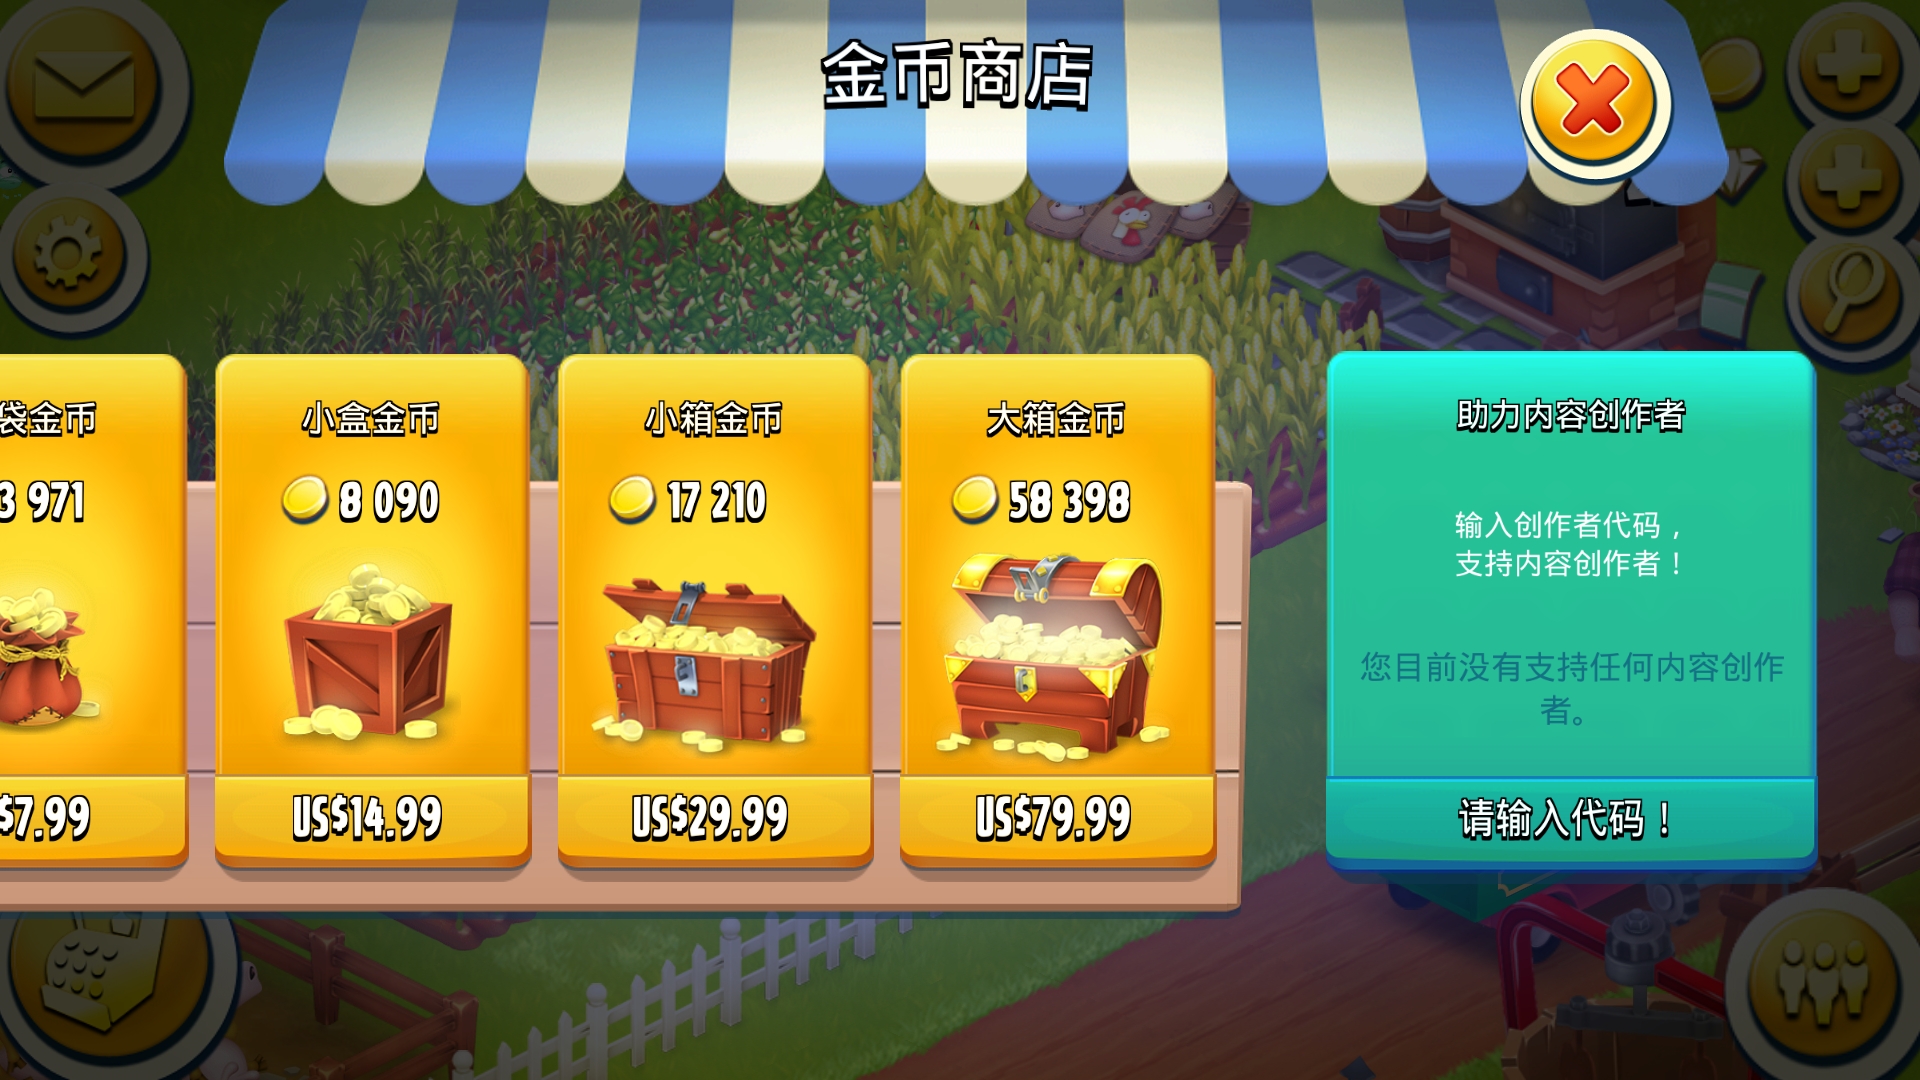 金币商店
袋金币
3 971
$7.99
小盒金币
8 090
US$14.99
小箱金币
17 210
US$29.99
大箱金币
58 398
US$79.99
助力内容创作者
输入创作者代码，
支持内容创作者！
您目前没有支持任何内容创作
者。
请输入代码！